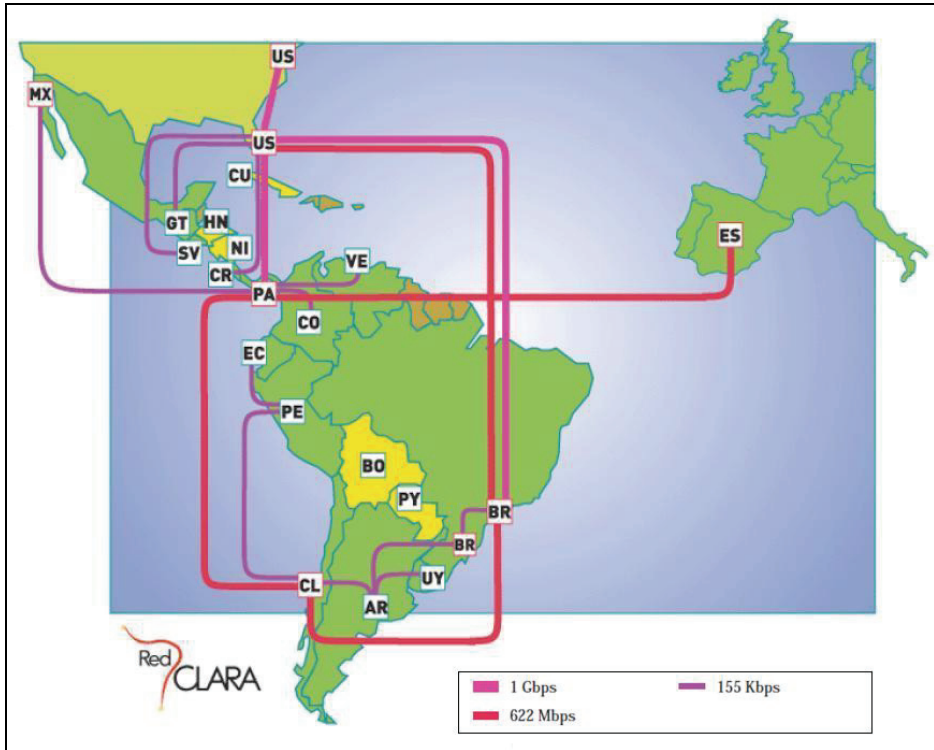 US
MX
US
CU
GT
HN
SV
NI
CR
VE
ES
PA
CO
EC
PE
BO
PY
BR
BR
CL
UY
AR
Red
CLARA
1 Gbps
155 Kbps
622 Mbps